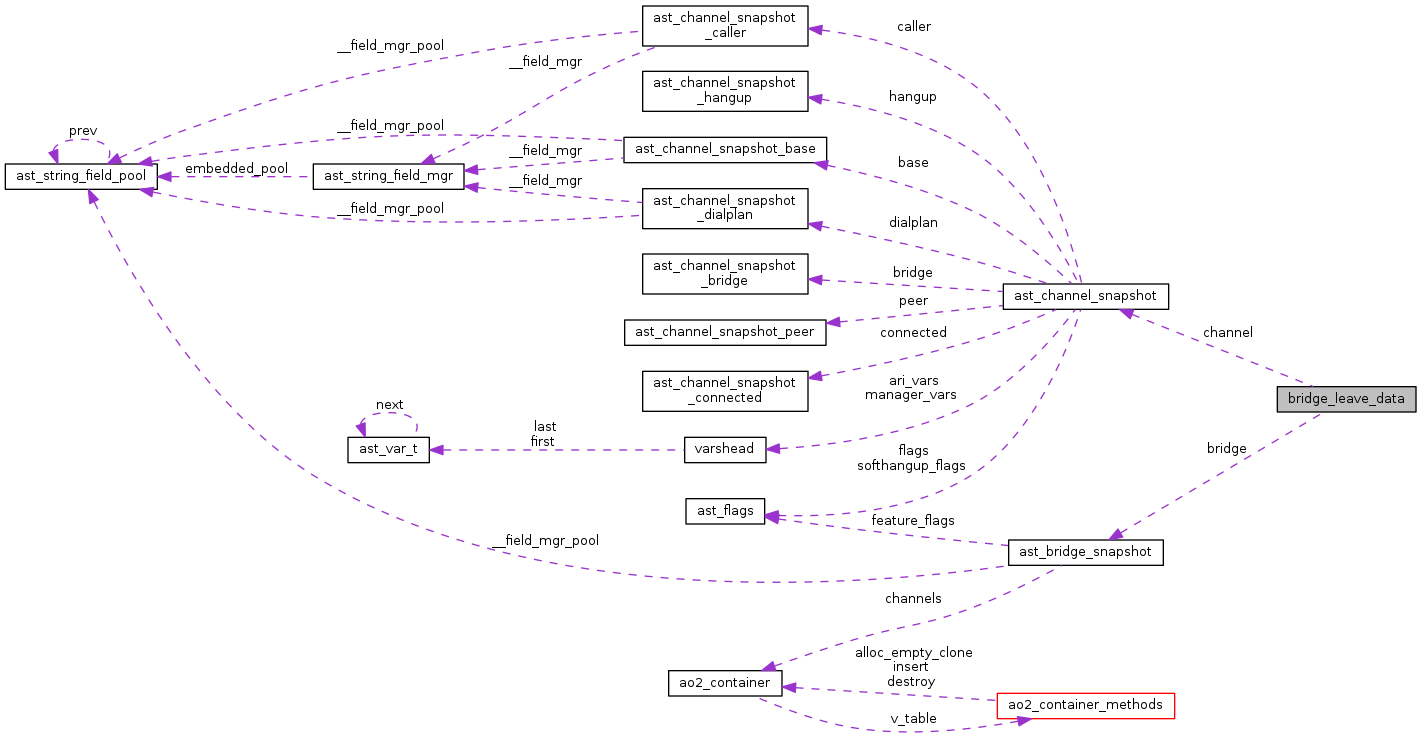 ast_channel_snapshot
_caller
caller
__field_mgr_pool
__field_mgr
ast_channel_snapshot
_hangup
hangup
prev
__field_mgr_pool
ast_channel_snapshot_base
__field_mgr
base
embedded_pool
ast_string_field_pool
ast_string_field_mgr
__field_mgr
ast_channel_snapshot
_dialplan
__field_mgr_pool
dialplan
ast_channel_snapshot
_bridge
bridge
ast_channel_snapshot
peer
ast_channel_snapshot_peer
connected
channel
ast_channel_snapshot
_connected
ari_vars
manager_vars
bridge_leave_data
next
last
first
ast_var_t
varshead
flags
softhangup_flags
bridge
ast_flags
feature_flags
__field_mgr_pool
ast_bridge_snapshot
channels
alloc_empty_clone
insert
destroy
ao2_container
ao2_container_methods
v_table